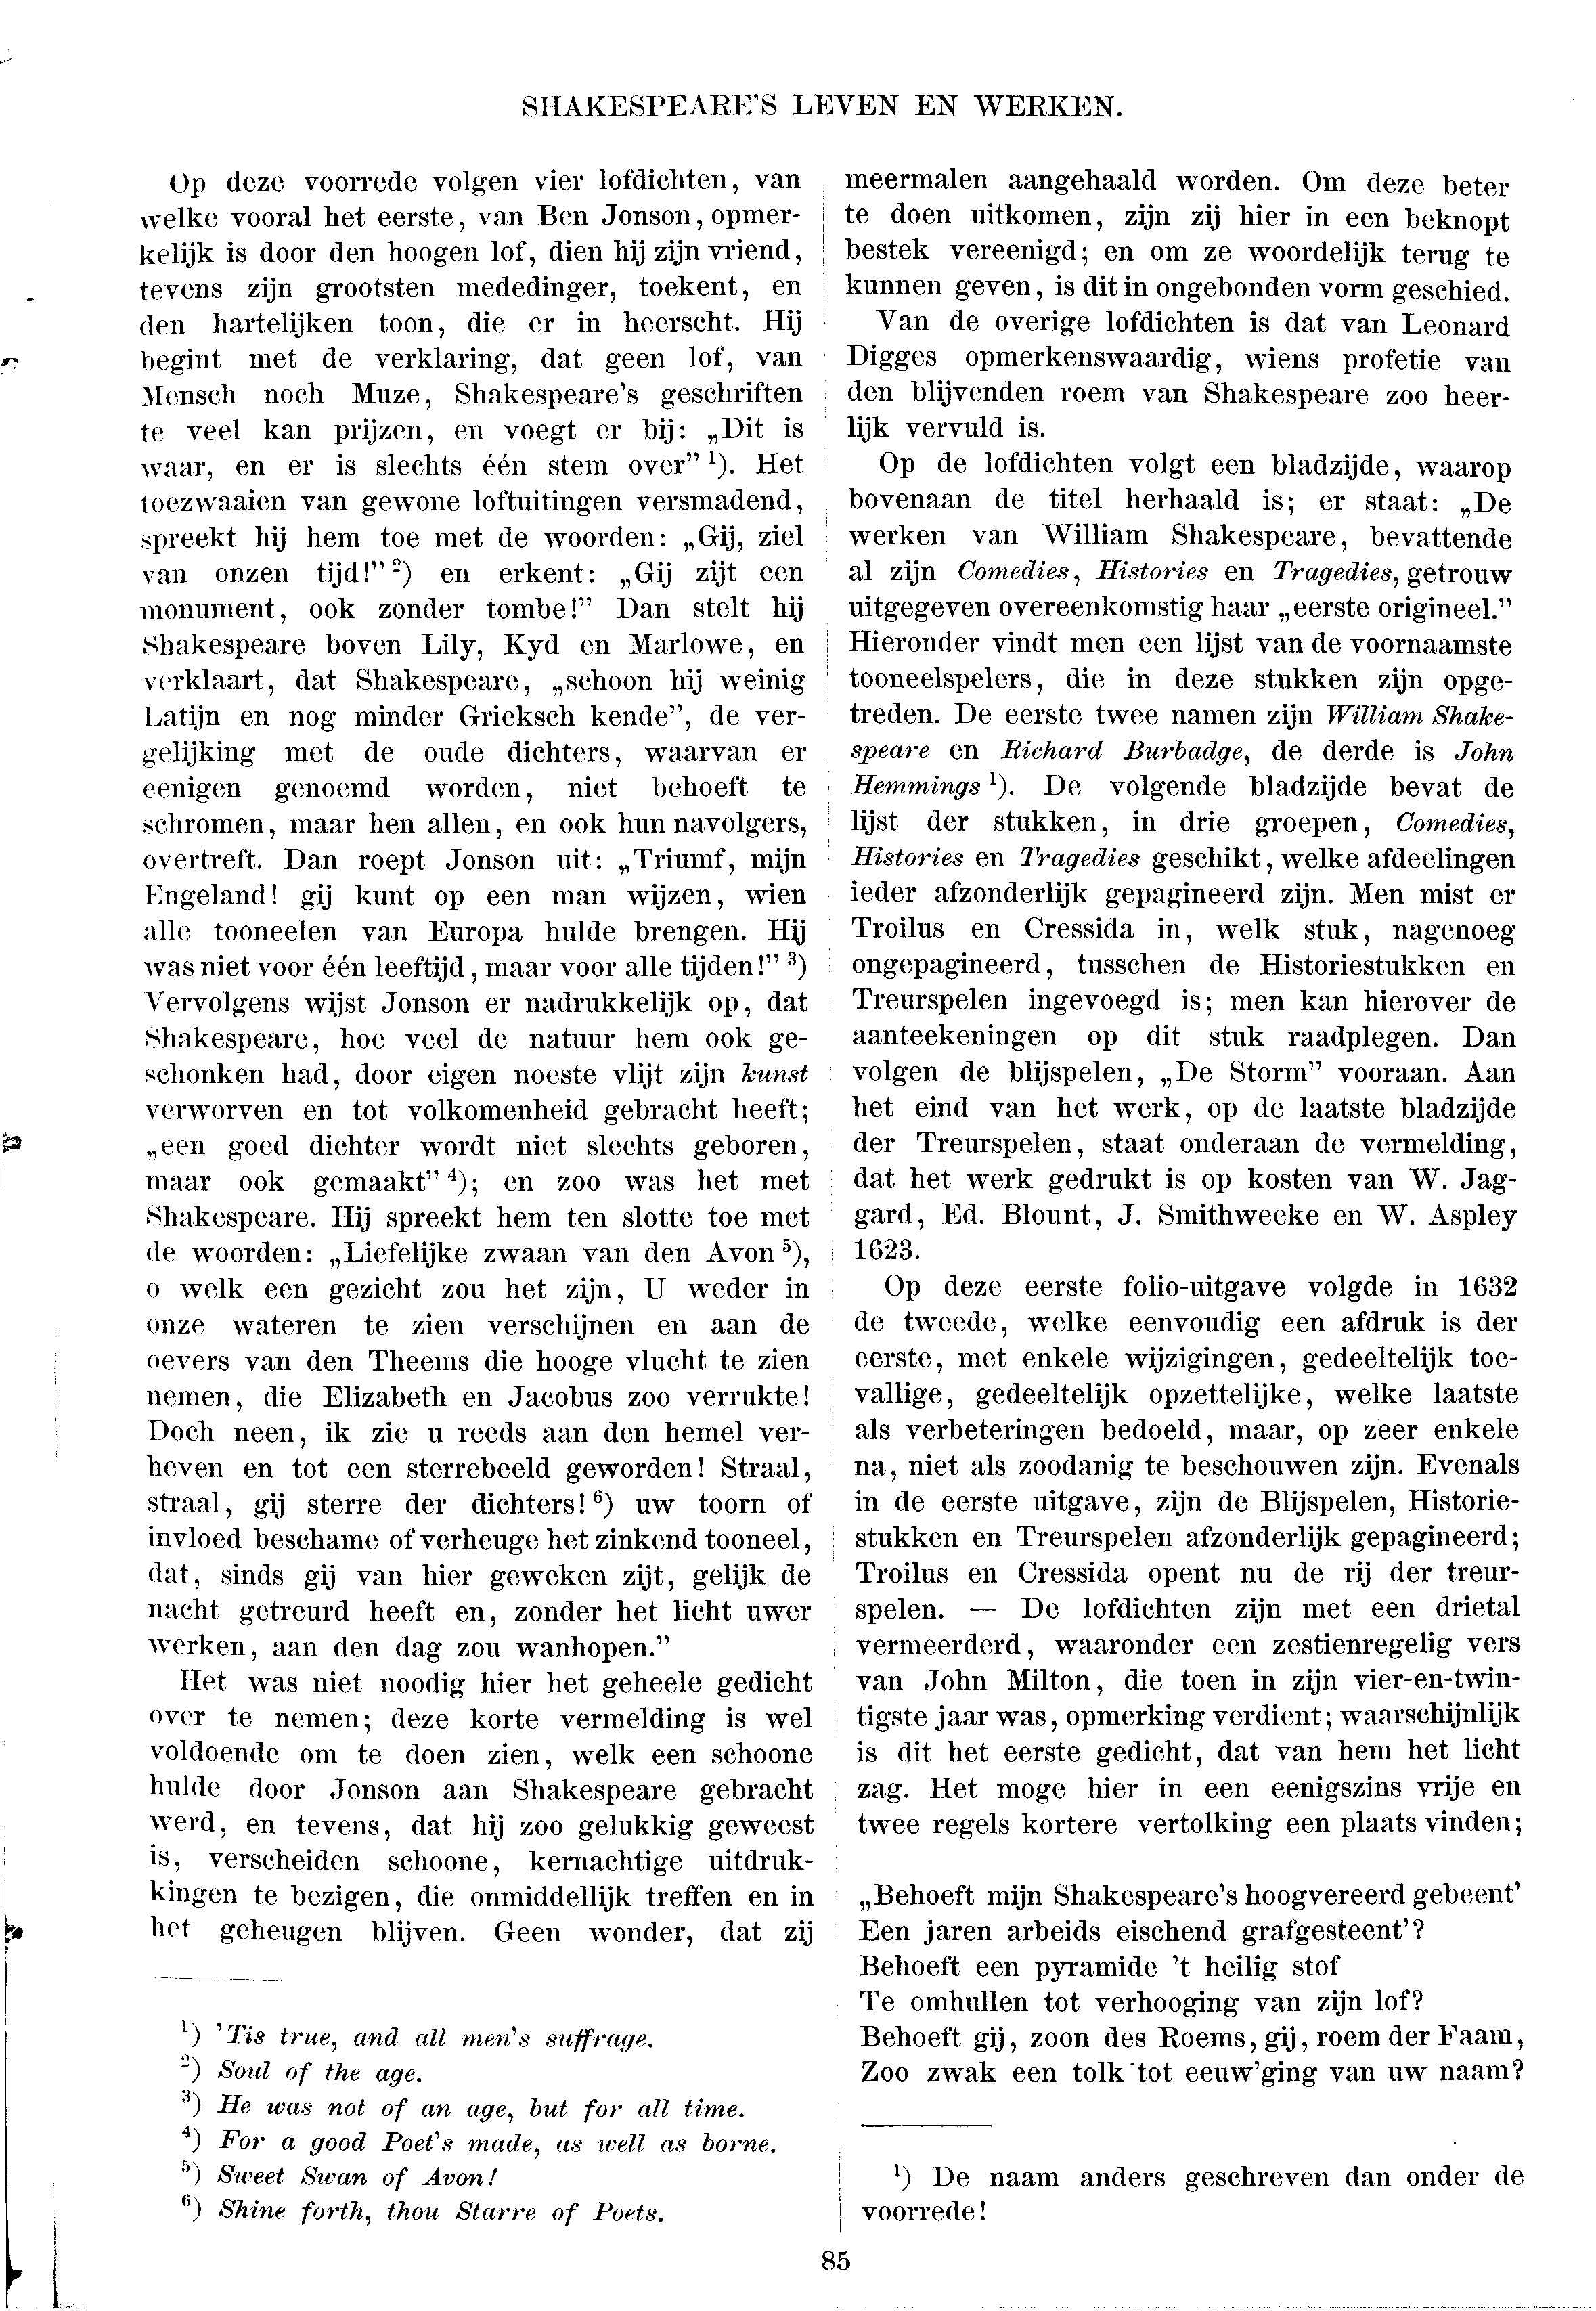 SHAKESPEARE'S LEVEN EN WERKEN.
Op deze voorrede volgen vier lofdichten, van
welke vooral het eerste, van Ben Jonson, opmer-
kelijk is door den hoogen lof, dien hij zijn vriend,
tevens zijn grootsten mededinger, toekent, en
den hartelijken toon, die er in heerscht. Hij
begint met de verklaring, dat geen lof, van
Mensch noch Muze, Shakespeare's geschriften
te veel kan prijzen, en voegt er bij: „Dit is
waar, en er is slechts één stem over” ¹). Het
toezwaaien van gewone loftuitingen versmadend,
spreekt hij hem toe met de woorden: „Gij, ziel
van onzen tijd!” ²) en erkent: „Gij zijt een
monument, ook zonder tombe!” Dan stelt hij
Shakespeare boven Lily, Kyd en Marlowe, en
verklaart, dat Shakespeare, „schoon hij weinig
Latijn en nog minder Grieksch kende”, de ver-
gelijking met de oude dichters, waarvan er
eenigen genoemd worden, niet behoeft te
schromen, maar hen allen, en ook hun navolgers,
overtreft. Dan roept Jonson uit: „Triumf, mijn
Engeland! gij kunt op een man wijzen, wien
alle tooneelen van Europa hulde brengen. Hij
was niet voor één leeftijd, maar voor alle tijden!” ³)
Vervolgens wijst Jonson er nadrukkelijk op, dat
Shakespeare, hoe veel de natuur hem ook ge-
schonken had, door eigen noeste vlijt zijn kunst
verworven en tot volkomenheid gebracht heeft;
„een goed dichter wordt niet slechts geboren,
maar ook gemaakt” ⁴); en zoo was het met
Shakespeare. Hij spreekt hem ten slotte toe met
de woorden: „Liefelijke zwaan van den Avon ⁵),
o welk een gezicht zou het zijn, U weder in
onze wateren te zien verschijnen en aan de
oevers van den Theems die hooge vlucht te zien
nemen, die Elizabeth en Jacobus zoo verrukte!
Doch neen, ik zie u reeds aan den hemel ver-
heven en tot een sterrebeeld geworden! Straal,
straal, gij sterre der dichters! ⁶) uw toorn of
invloed beschame of verheuge het zinkend tooneel,
dat, sinds gij van hier geweken zijt, gelijk de
nacht getreurd heeft en, zonder het licht uwer
werken, aan den dag zou wanhopen.”
Het was niet noodig hier het geheele gedicht
over te nemen; deze korte vermelding is wel
voldoende om te doen zien, welk een schoone
hulde door Jonson aan Shakespeare gebracht
werd, en tevens, dat hij zoo gelukkig geweest
is, verscheiden schoone, kernachtige uitdruk-
kingen te bezigen, die onmiddellijk treffen en in
het geheugen blijven. Geen wonder, dat zij
¹) 'Tis true, and all men's suffrage.
²) Soul of the age.
³) He was not of an age, but for all time.
⁴) For a good Poet's made, as well as borne.
⁵) Sweet Swan of Avon!
⁶) Shine forth, thou Starre of Poets.
meermalen aangehaald worden. Om deze beter
te doen uitkomen, zijn zij hier in een beknopt
bestek vereenigd; en om ze woordelijk terug te
kunnen geven, is dit in ongebonden vorm geschied.
Van de overige lofdichten is dat van Leonard
Digges opmerkenswaardig, wiens profetie van
den blijvenden roem van Shakespeare zoo heer-
lijk vervuld is.
Op de lofdichten volgt een bladzijde, waarop
bovenaan de titel herhaald is; er staat: „De
werken van William Shakespeare, bevattende
al zijn Comedies, Histories en Tragedies, getrouw
uitgegeven overeenkomstig haar „eerste origineel.”
Hieronder vindt men een lijst van de voornaamste
tooneelspelers, die in deze stukken zijn opge-
treden. De eerste twee namen zijn William Shake-
speare en Richard Burbadge, de derde is John
Hemmings ¹). De volgende bladzijde bevat de
lijst der stukken, in drie groepen, Comedies,
Histories en Tragedies geschikt, welke afdeelingen
ieder afzonderlijk gepagineerd zijn. Men mist er
Troilus en Cressida in, welk stuk, nagenoeg
ongepagineerd, tusschen de Historiestukken en
Treurspelen ingevoegd is; men kan hierover de
aanteekeningen op dit stuk raadplegen. Dan
volgen de blijspelen, „De Storm” vooraan. Aan
het eind van het werk, op de laatste bladzijde
der Treurspelen, staat onderaan de vermelding,
dat het werk gedrukt is op kosten van W. Jag-
gard, Ed. Blount, J. Smithweeke en W. Aspley
1623.
Op deze eerste folio-uitgave volgde in 1632
de tweede, welke eenvoudig een afdruk is der
eerste, met enkele wijzigingen, gedeeltelijk toe-
vallige, gedeeltelijk opzettelijke, welke laatste
als verbeteringen bedoeld, maar, op zeer enkele
na, niet als zoodanig te beschouwen zijn. Evenals
in de eerste uitgave, zijn de Blijspelen, Historie-
stukken en Treurspelen afzonderlijk gepagineerd;
Troilus en Cressida opent nu de rij der treur-
spelen. — De lofdichten zijn met een drietal
vermeerderd, waaronder een zestienregelig vers
van John Milton, die toen in zijn vier-en-twin-
tigste jaar was, opmerking verdient; waarschijnlijk
is dit het eerste gedicht, dat van hem het licht
zag. Het moge hier in een eenigszins vrije en
twee regels kortere vertolking een plaats vinden;
„Behoeft mijn Shakespeare's hoogvereerd gebeent'
Een jaren arbeids eischend grafgesteent'?
Behoeft een pyramide 't heilig stof
Te omhullen tot verhooging van zijn lof?
Behoeft gij, zoon des Roems, gij, roem der Faam,
Zoo zwak een tolk tot eeuw'ging van uw naam?
¹) De naam anders geschreven dan onder de
voorrede!
85